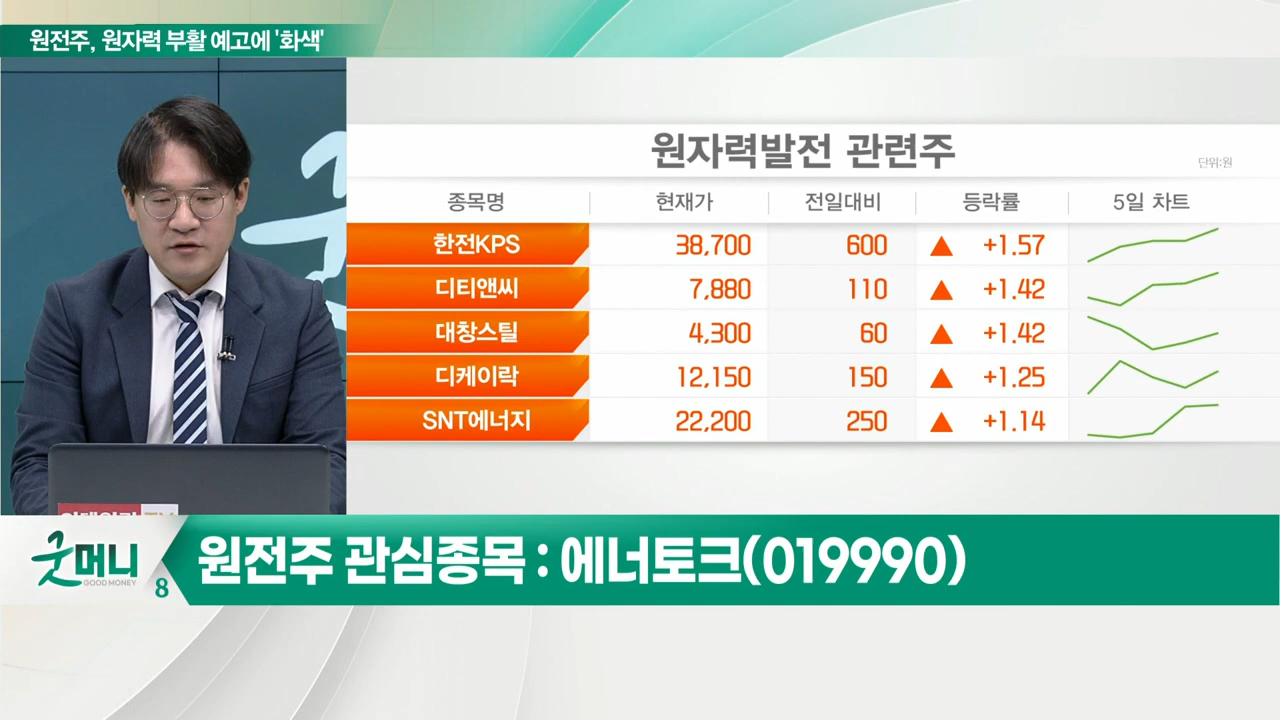 원전주, 원자력 부활 예고에 '화색'
원자력발전 관련주
단위:원
종목명 현재가 전일대비 등락률 5일 차트
한전KPS 38,700 600 ▲ +1.57
디티앤씨 7,880 110 ▲ +1.42
대창스틸 4,300 60 ▲ +1.42
디케이락 12,150 150 ▲ +1.25
SNT에너지 22,200 250 ▲ +1.14
굿머니
GOOD MONEY
8
원전주 관심종목 : 에너토크(019990)